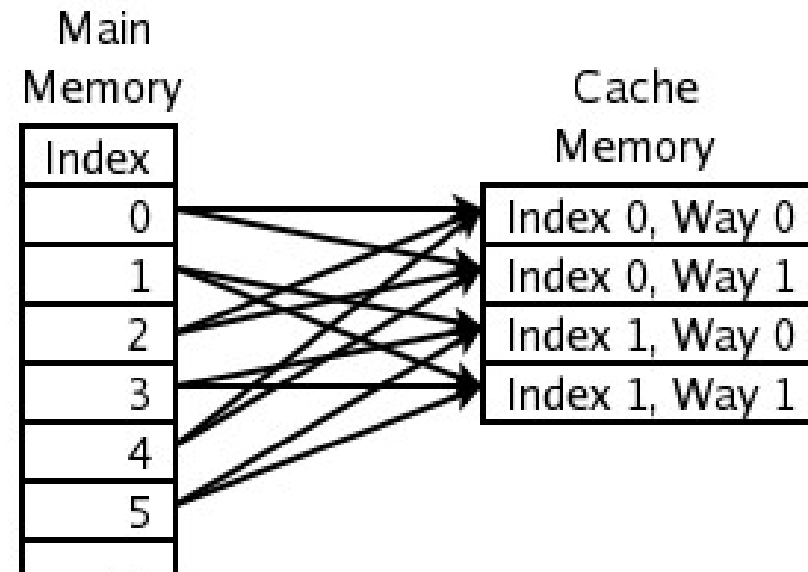 Main
Memory
Index
0
1
2
3
4
5
Cache
Memory
Index 0, Way 0
Index 0, Way 1
Index 1, Way 0
Index 1, Way 1